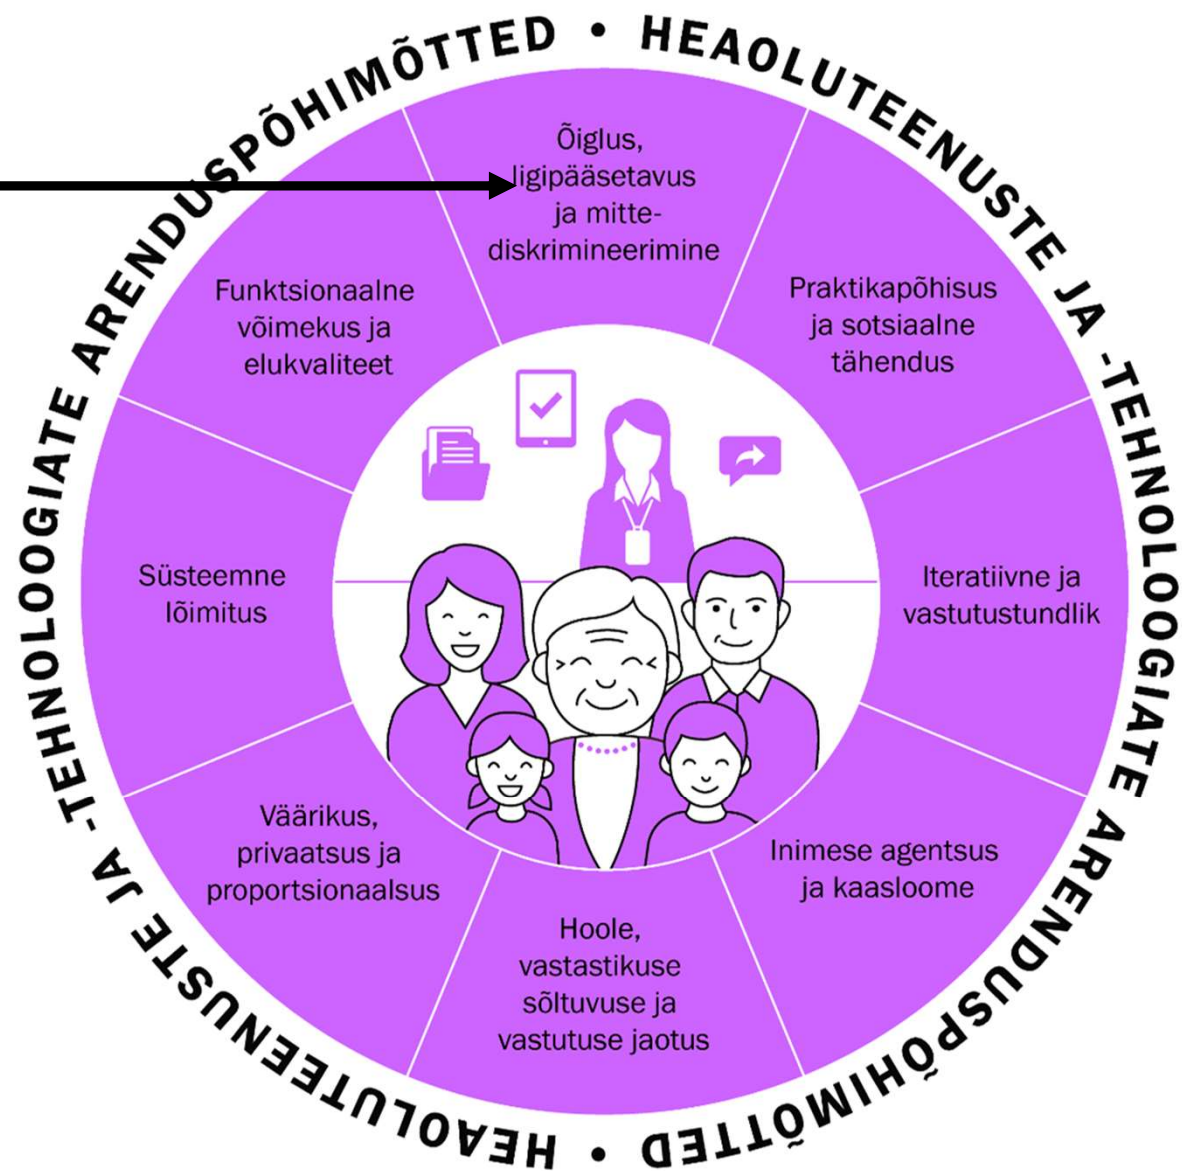 HEAOLUTEENUSTE JA -TEHNOLOOGIATE ARENDUSPÕHIMÕTTED •
HEAOLUTEENUSTE JA -TEHNOLOOGIATE ARENDUSPÕHIMÕTTED •
Õiglus,
ligipääsetavus
ja mitte-
diskrimineerimine
Praktikapõhisus
ja sotsiaalne
tähendus
Iteratiivne ja
vastutustundlik
Inimese agentsus
ja kaasloome
Hoole,
vastastikuse
sõltuvuse ja
vastutuse jaotus
Väärikus,
privaatsus ja
proportsionaalsus
Süsteemne
lõimitus
Funktsionaalne
võimekus ja
elukvaliteet